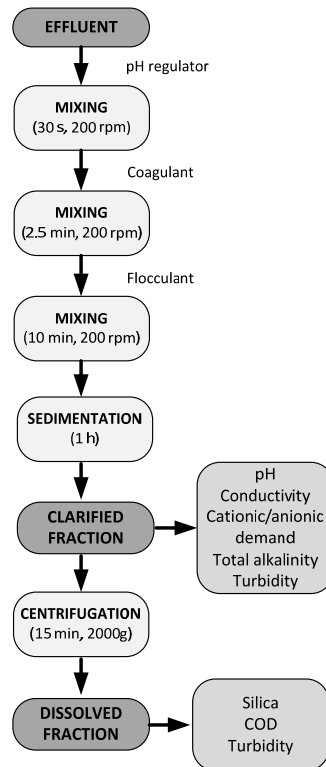 EFFLUENT
pH regulator
MIXING
(30 s, 200 rpm)
Coagulant
MIXING
(2.5 min, 200 rpm)
Flocculant
MIXING
(10 min, 200 rpm)
SEDIMENTATION
(1 h)
CLARIFIED
FRACTION
pH
Conductivity
Cationic/anionic
demand
Total alkalinity
Turbidity
CENTRIFUGATION
(15 min, 2000g)
DISSOLVED
FRACTION
Silica
COD
Turbidity